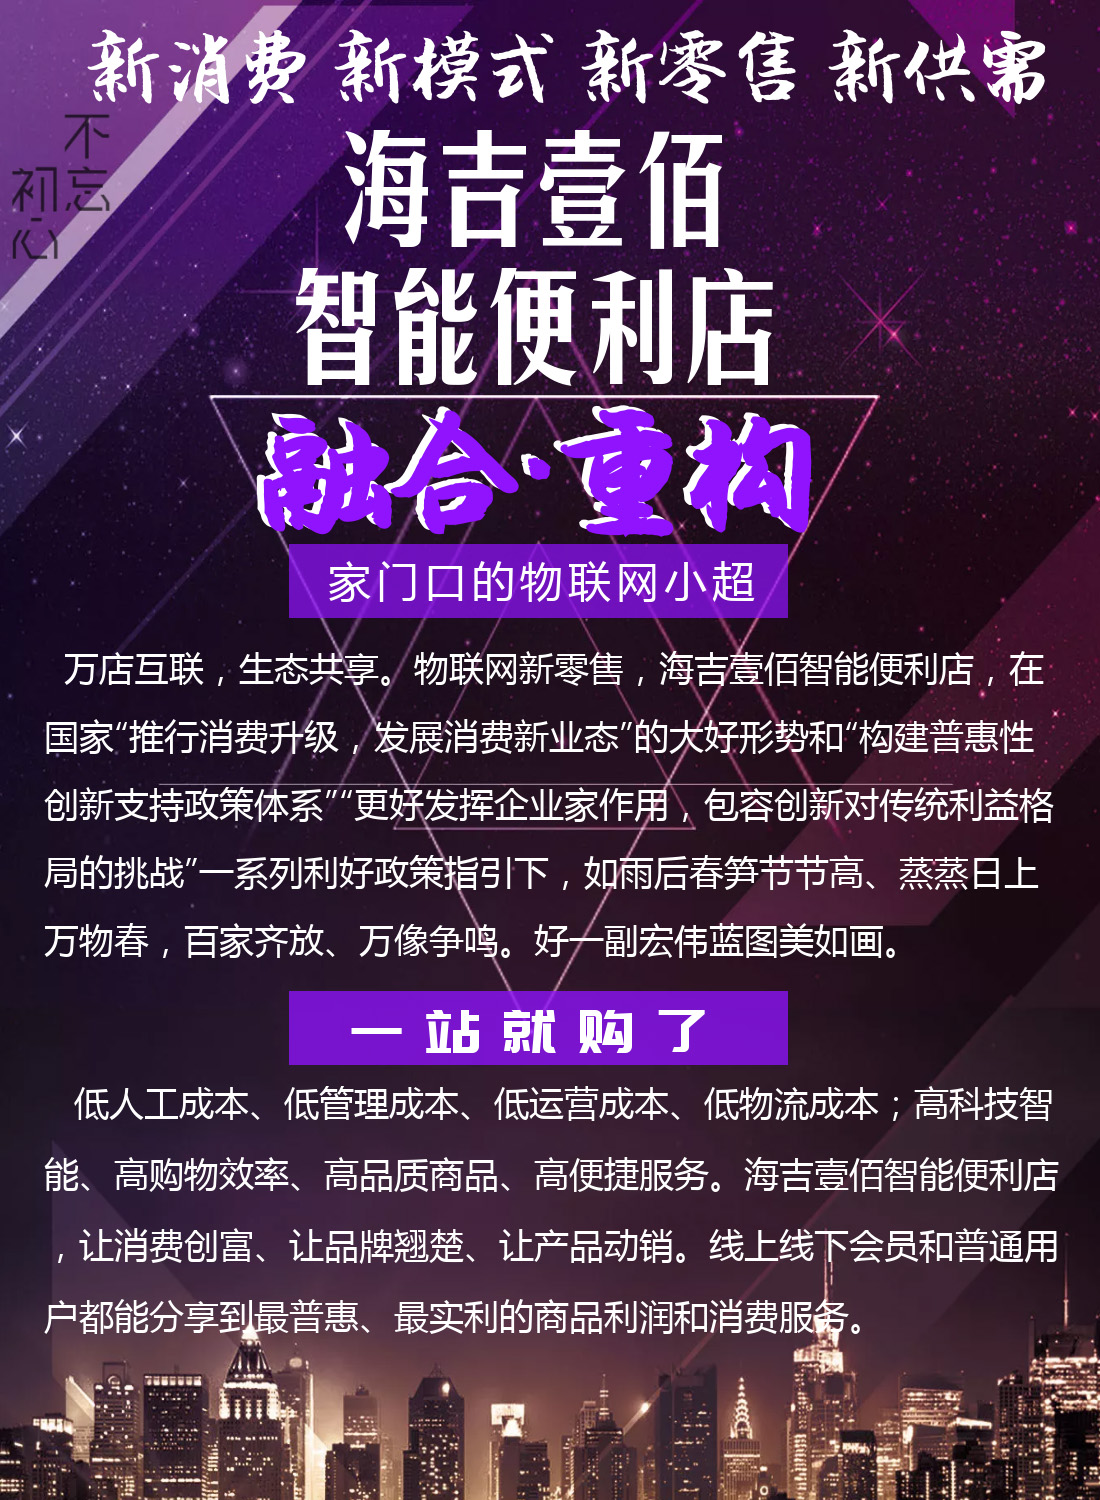 新消费 新模式 新零售 新供需
不忘
初心
海吉壹佰
智能便利店
融合·重构
家门口的物联网小超
万店互联，生态共享。物联网新零售，海吉壹佰智能便利店，在
国家“推行消费升级，发展消费新业态”的大好形势和“构建普惠性
创新支持政策体系”“更好发挥企业家作用，包容创新对传统利益格
局的挑战”一系列利好政策指引下，如雨后春笋节节高、蒸蒸日上
万物春，百家齐放、万像争鸣。好一副宏伟蓝图美如画。
一站就购了
低人工成本、低管理成本、低运营成本、低物流成本；高科技智
能、高购物效率、高品质商品、高便捷服务。海吉壹佰智能便利店
，让消费创富、让品牌翘楚、让产品动销。线上线下会员和普通用
户都能分享到最普惠、最实利的商品利润和消费服务。